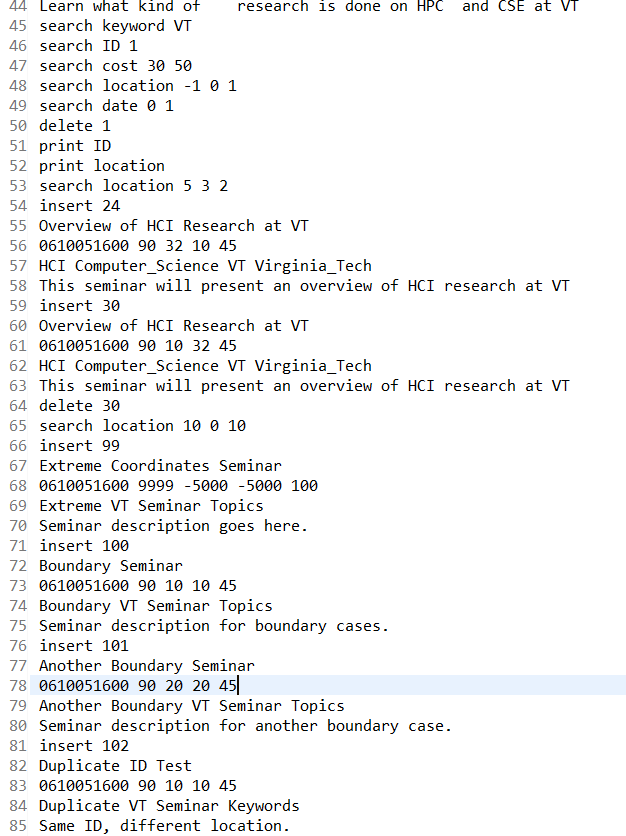 44 Learn what kind of    research is done on HPC  and CSE at VT
45 search keyword VT
46 search ID 1
47 search cost 30 50
48 search location -1 0 1
49 search date 0 1
50 delete 1
51 print ID
52 print location
53 search location 5 3 2
54 insert 24
55 Overview of HCI Research at VT
56 0610051600 90 32 10 45
57 HCI Computer_Science VT Virginia_Tech
58 This seminar will present an overview of HCI research at VT
59 insert 30
60 Overview of HCI Research at VT
61 0610051600 90 10 32 45
62 HCI Computer_Science VT Virginia_Tech
63 This seminar will present an overview of HCI research at VT
64 delete 30
65 search location 10 0 10
66 insert 99
67 Extreme Coordinates Seminar
68 0610051600 9999 -5000 -5000 100
69 Extreme VT Seminar Topics
70 Seminar description goes here.
71 insert 100
72 Boundary Seminar
73 0610051600 90 10 10 45
74 Boundary VT Seminar Topics
75 Seminar description for boundary cases.
76 insert 101
77 Another Boundary Seminar
78 0610051600 90 20 20 45
79 Another Boundary VT Seminar Topics
80 Seminar description for another boundary case.
81 insert 102
82 Duplicate ID Test
83 0610051600 90 10 10 45
84 Duplicate VT Seminar Keywords
85 Same ID, different location.